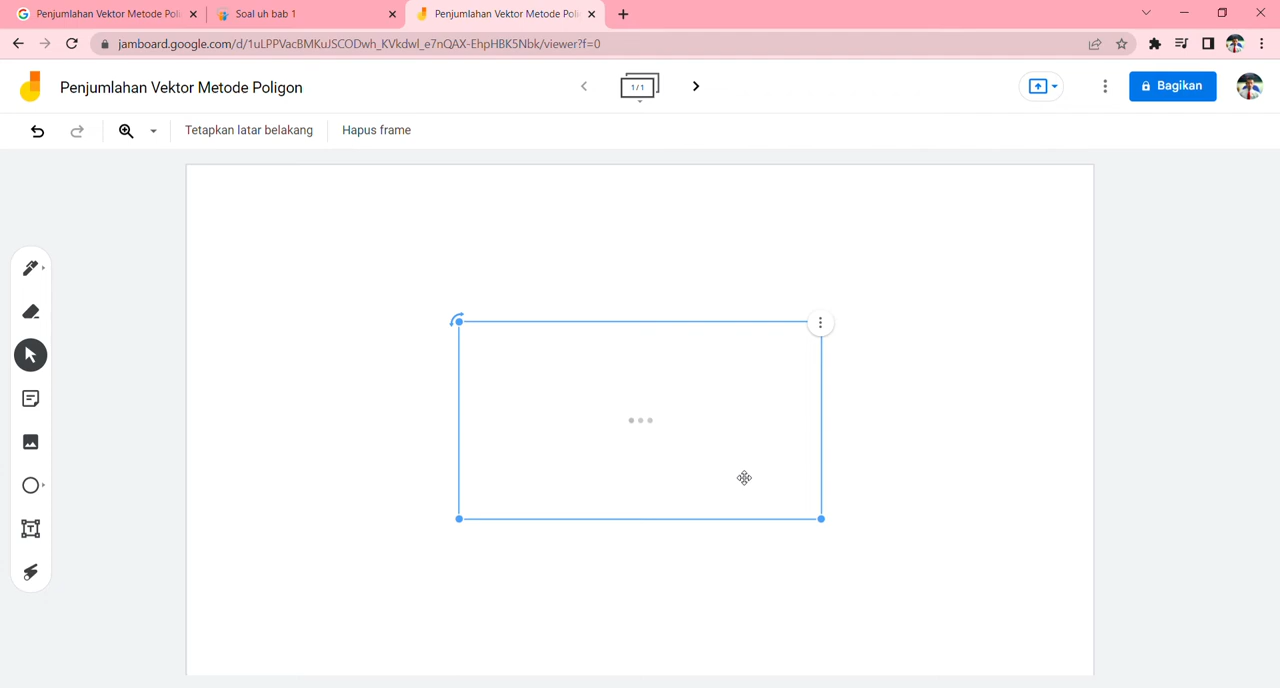 Penjumlahan Vektor Metode Poli
Soal uh bab 1
Penjumlahan Vektor Metode Poli
jamboard.google.com/d/1uLPPVacBMKuJSCODwh_KVkdwl_e7nQAX-EhpHBK5Nbk/viewer?f=0
Penjumlahan Vektor Metode Poligon
1/1
Bagikan
Tetapkan latar belakang
Hapus frame